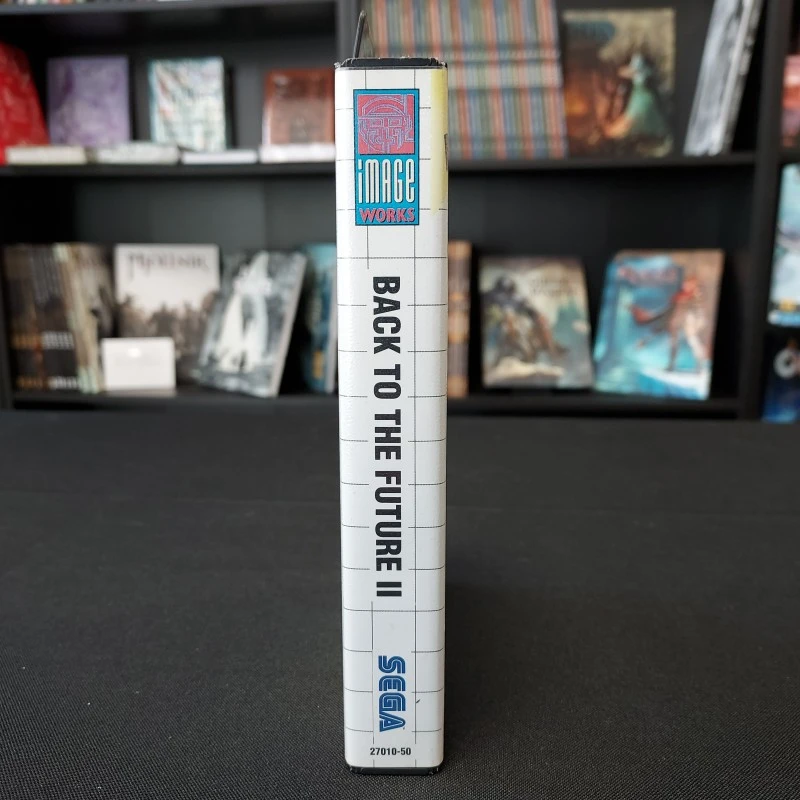 iMAGE
WORKS
BACK TO THE FUTURE II
SEGA
27010-50